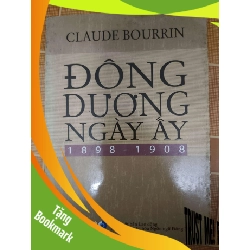 CLAUDE BOURRIN
ĐÔNG
DƯƠNG
NGÀY ẤY
1898 - 1908
Tặng
Bookmark